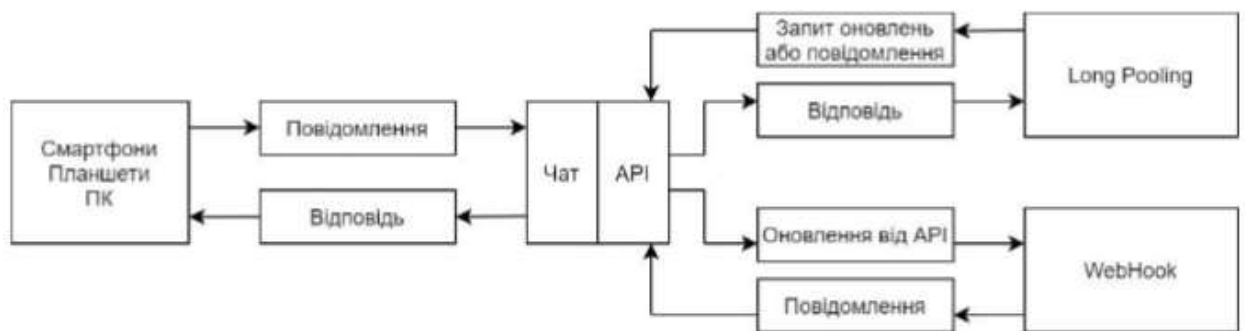 Запит оновлень
або повідомлення
Long Pooling
Відповідь
Смартфони
Планшети
ПК
Повідомлення
Відповідь
Чат
API
Оновлення від API
WebHook
Повідомлення